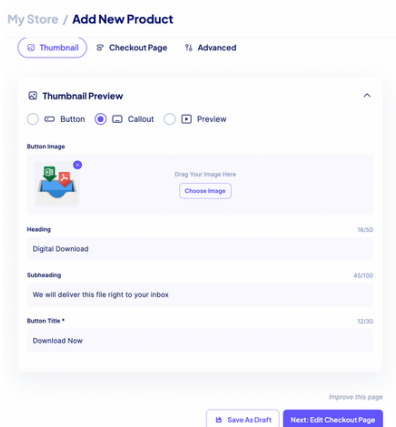 My Store / Add New Product
Thumbnail Checkout Page Advanced
Thumbnail Preview
Button Callout Preview
Button Image
Drag Your Image Here
Choose Image
Heading 16/50
Digital Download
Subheading 45/100
We will deliver this file right to your inbox
Button Title * 12/30
Download Now
Improve this page
Save As Draft Next: Edit Checkout Page